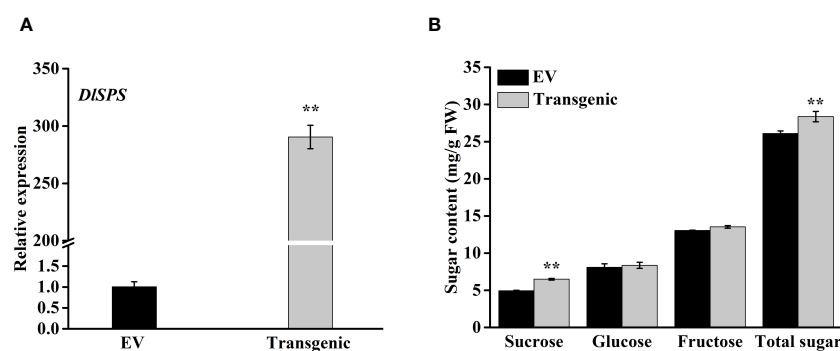 A
Relative expression
350
300
250
200
1.5
1.0
0.5
0.0
DlSPS
**
EV
Transgenic
B
Sugar content (mg/g FW)
35
30
25
20
15
10
5
0
EV
Transgenic
**
**
Sucrose
Glucose
Fructose
Total sugar